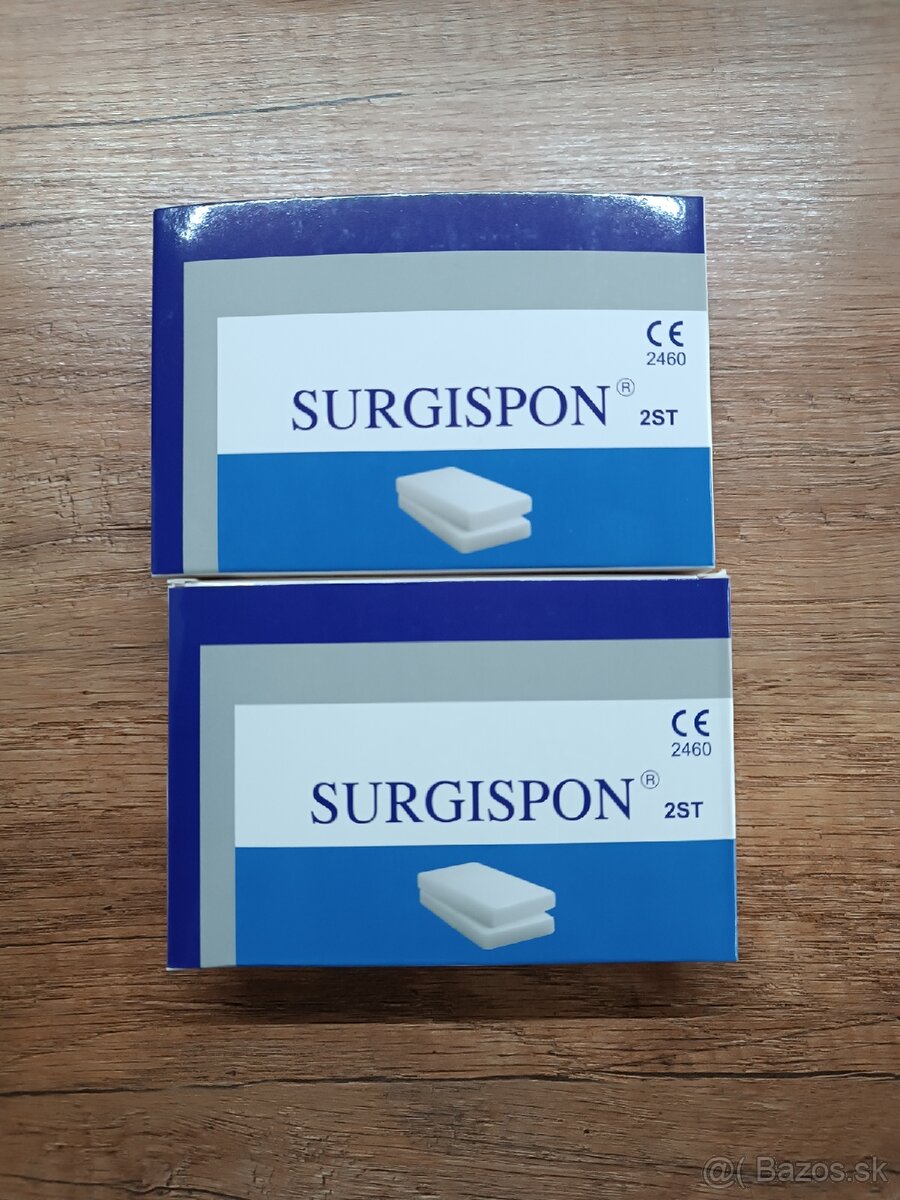 CE
2460
SURGISPON® 2ST
CE
2460
SURGISPON® 2ST
@( Bazos.sk